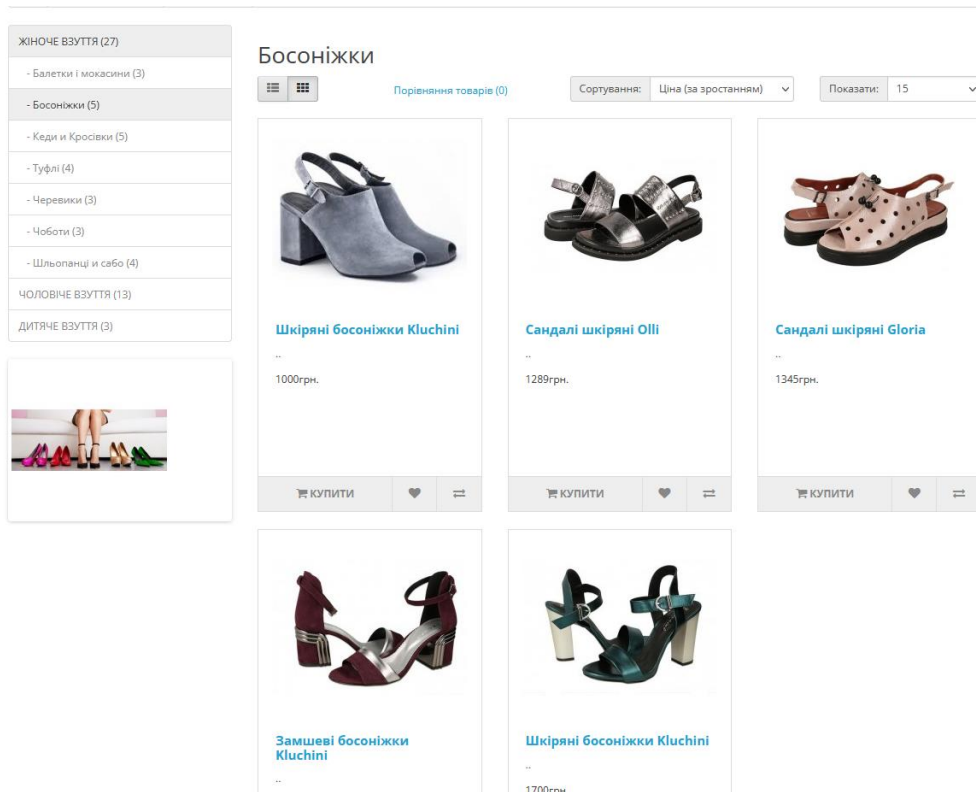 ЖІНОЧЕ ВЗУТТЯ (27)
- Балетки і мокасини (3)
- Босоніжки (5)
- Кеди и Кросівки (5)
- Туфлі (4)
- Черевики (3)
- Чоботи (3)
- Шльопанці и сабо (4)
ЧОЛОВІЧЕ ВЗУТТЯ (13)
ДИТЯЧЕ ВЗУТТЯ (3)
Босоніжки
Порівняння товарів (0)
Сортування: Ціна (за зростанням)
Показати: 15
Шкіряні босоніжки Kluchini
..
1000грн.
КУПИТИ
Сандалі шкіряні Olli
..
1289грн.
КУПИТИ
Сандалі шкіряні Gloria
..
1345грн.
КУПИТИ
Замшеві босоніжки
Kluchini
..
Шкіряні босоніжки Kluchini
..
1700грн.